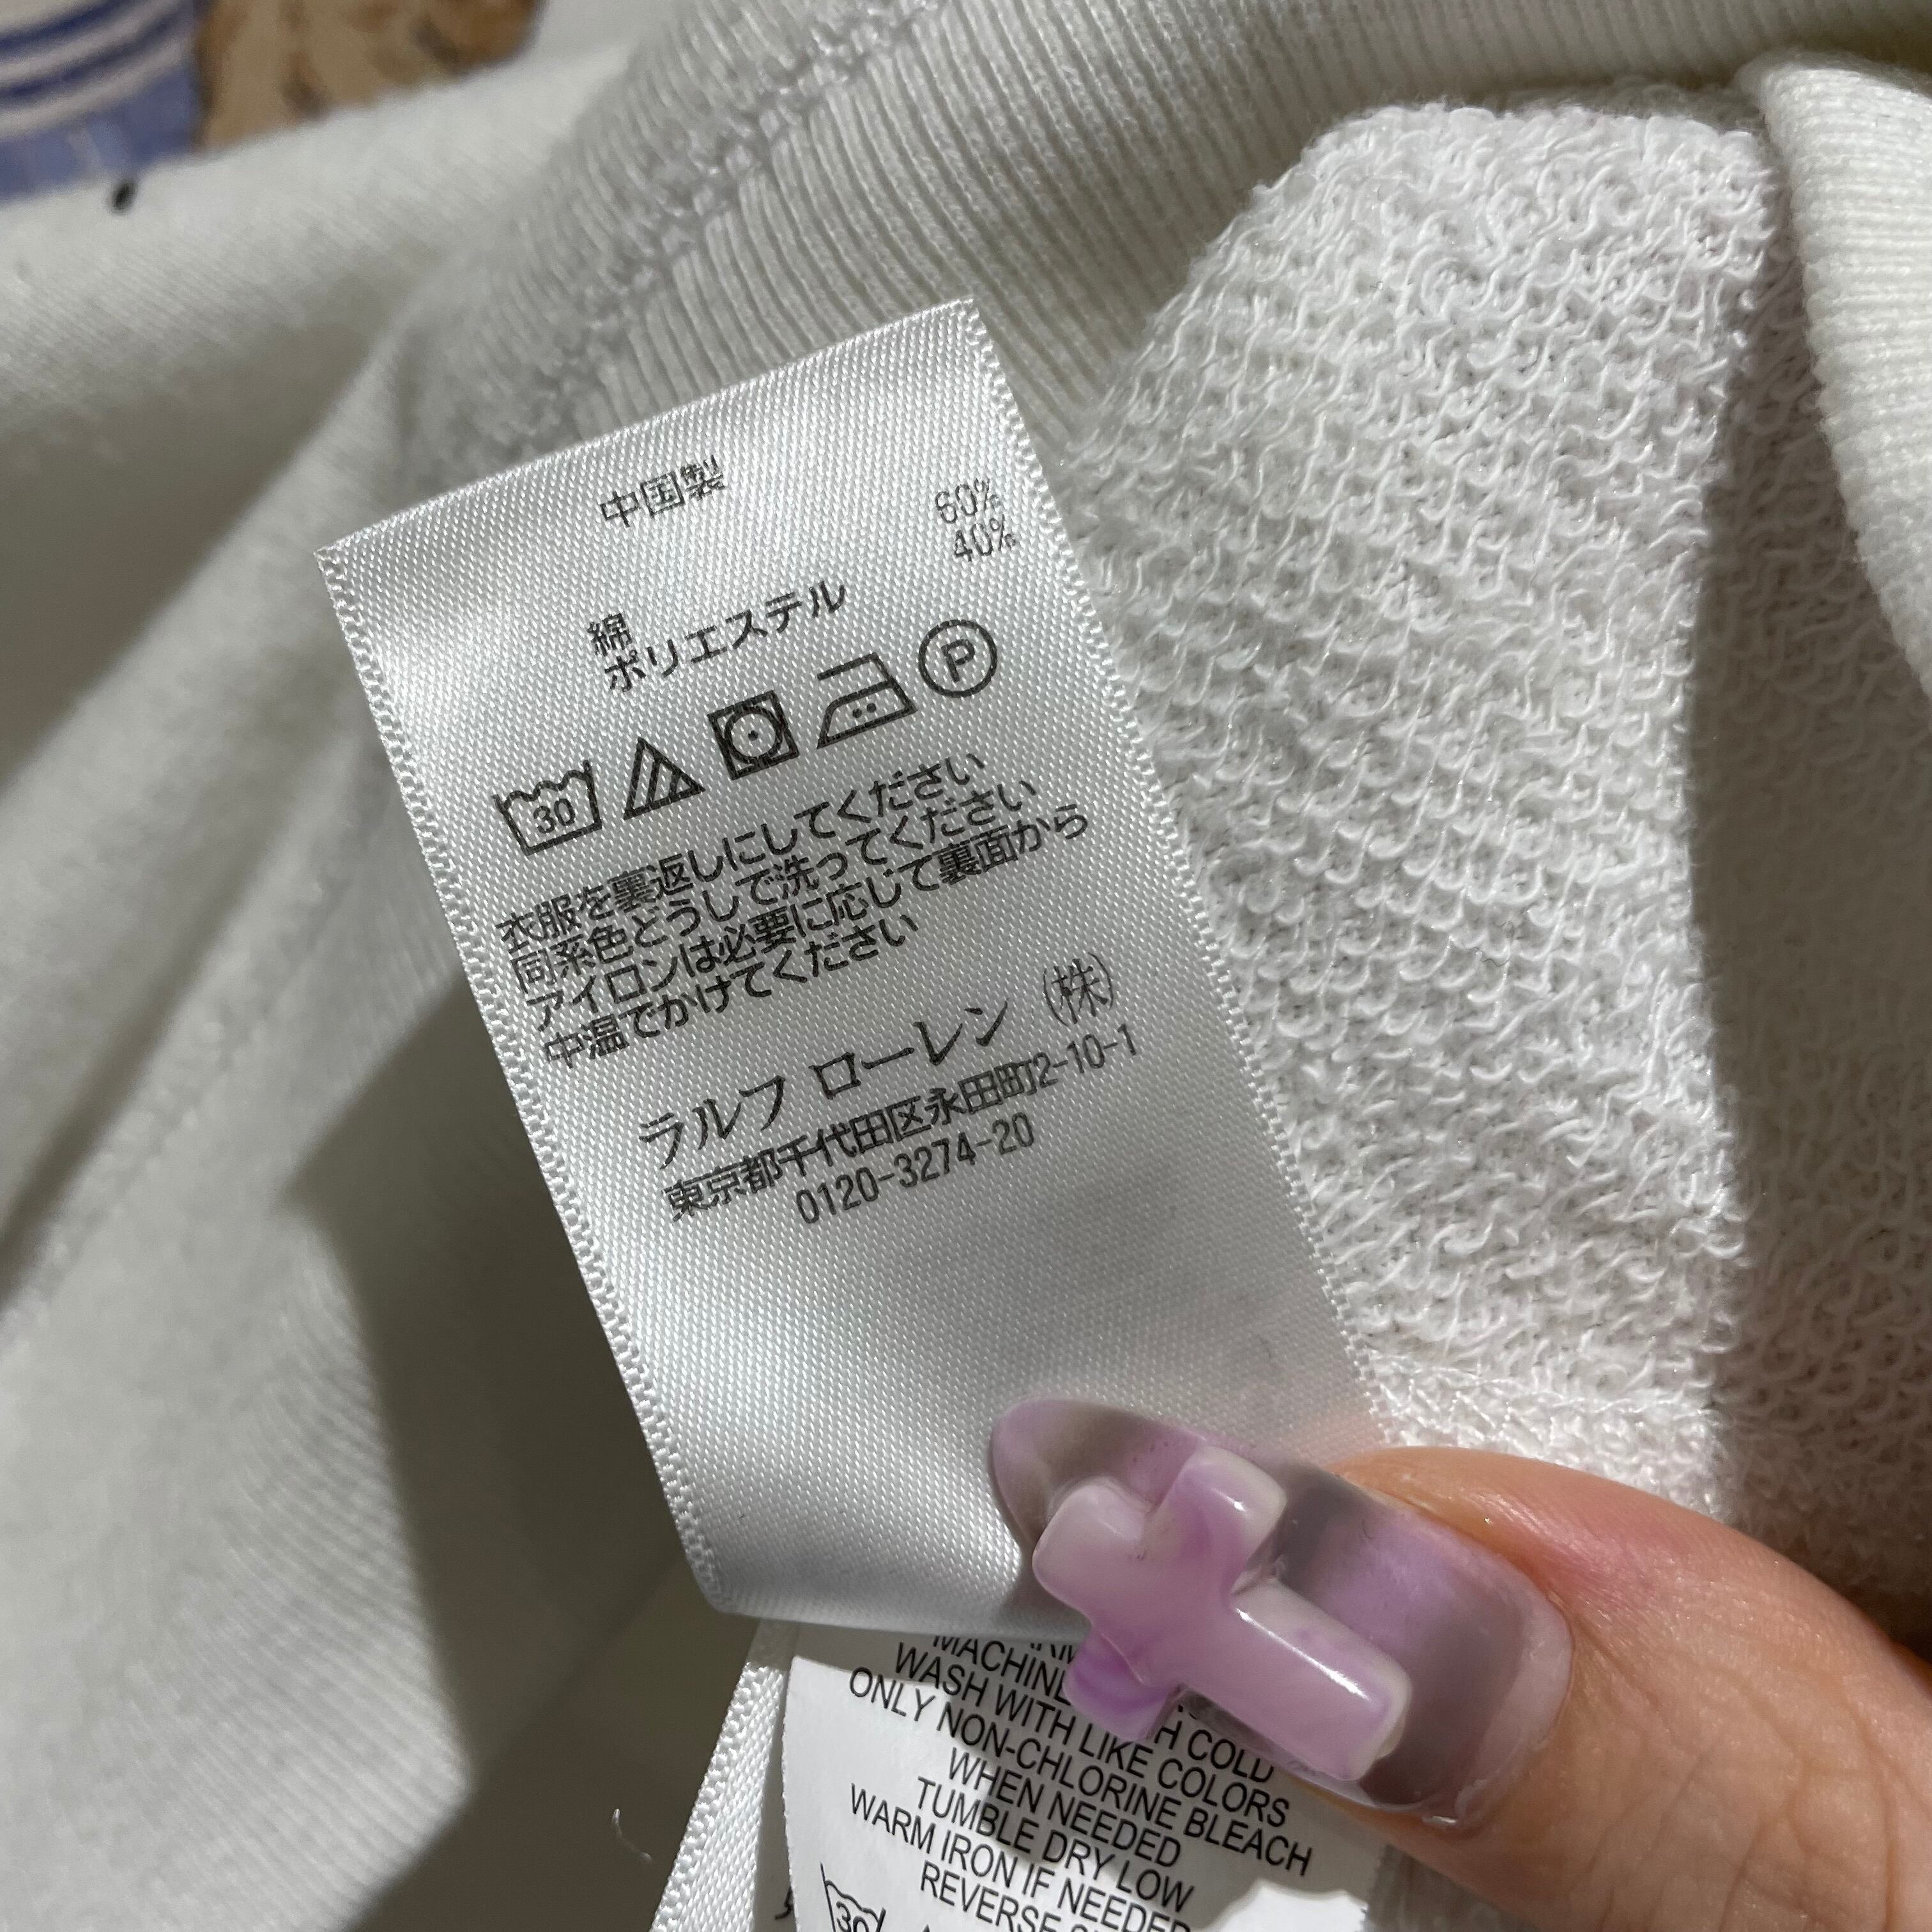 中国製
60%
40%
綿
ポリエステル
30
P
衣服を裏返しにしてください
同系色どうしで洗ってください
アイロンは必要に応じて裏面から
中温でかけてください
ラルフ ローレン (株)
東京都千代田区永田町2-10-1
0120-3274-20
COLD
WASH WITH LIKE COLORS
ONLY NON-CHLORINE BLEACH
WHEN NEEDED
TUMBLE DRY LOW
WARM IRON IF NEEDED
REVERSE
30